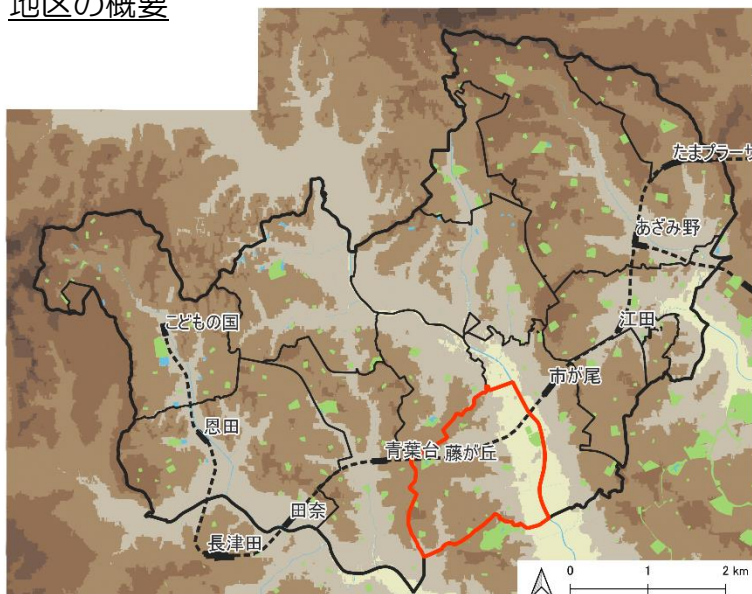 地区の概要
たまプラーザ
あざみ野
江田
こどもの国
市が尾
恩田
青葉台
藤が丘
田奈
長津田
0 1 2 km